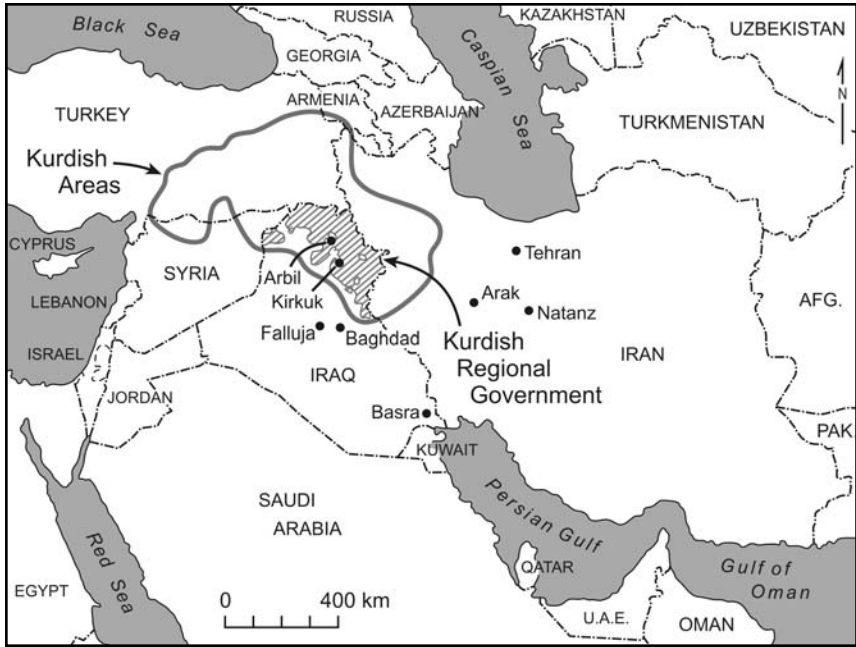 RUSSIA
KAZAKHSTAN
UZBEKISTAN
Black Sea
GEORGIA
Caspian
Sea
N
ARMENIA
AZERBAIJAN
TURKEY
TURKMENISTAN
Kurdish
Areas
CYPRUS
SYRIA
Arbil
Kirkuk
Tehran
LEBANON
Arak
Natanz
AFG.
Falluja
Baghdad
Kurdish
Regional
Government
ISRAEL
IRAQ
IRAN
JORDAN
Basra
KUWAIT
PAK.
SAUDI
ARABIA
Persian Gulf
Red Sea
QATAR
Gulf of
Oman
EGYPT
0 400 km
U.A.E.
OMAN